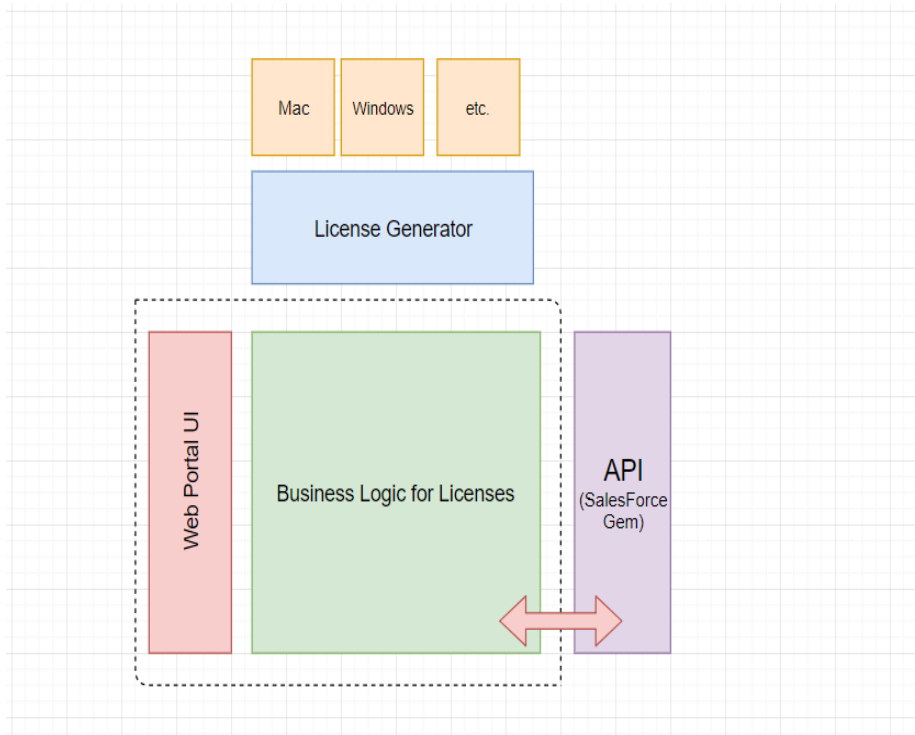 Mac
Windows
etc.
License Generator
Web Portal UI
Business Logic for Licenses
API
(SalesForce
Gem)